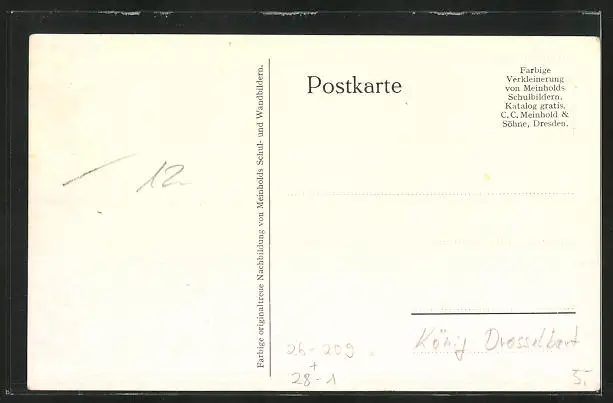 12.-
Farbige originaltreue Nachbildung von Meinholds Schul- und Wandbildern.
Postkarte
Farbige
Verkleinerung
von Meinholds
Schulbildern.
Katalog gratis.
C. C. Meinhold &
Söhne, Dresden.
26-209
+
28-1
König Drosselbart
5.-